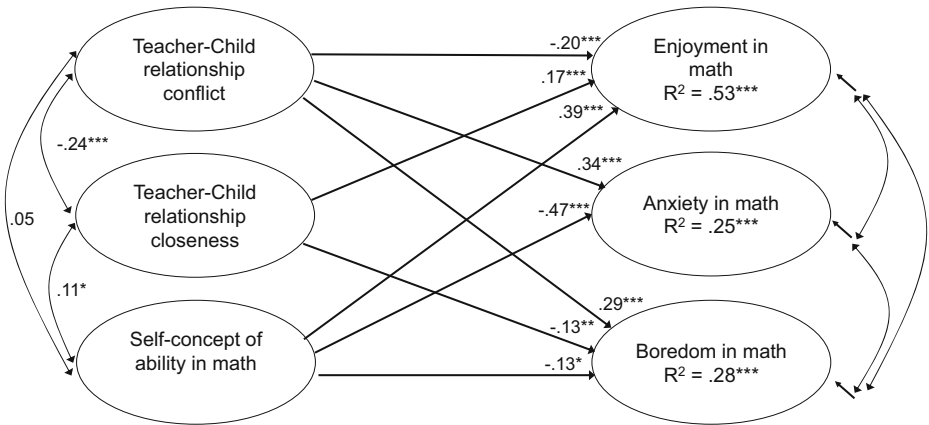 Teacher-Child
relationship
conflict
Teacher-Child
relationship
closeness
Self-concept of
ability in math
-.24***
.05
.11*
-.20***
.17***
.39***
.34***
-.47***
.29***
-.13**
-.13*
Enjoyment in
math
R² = .53***
Anxiety in math
R² = .25***
Boredom in math
R² = .28***